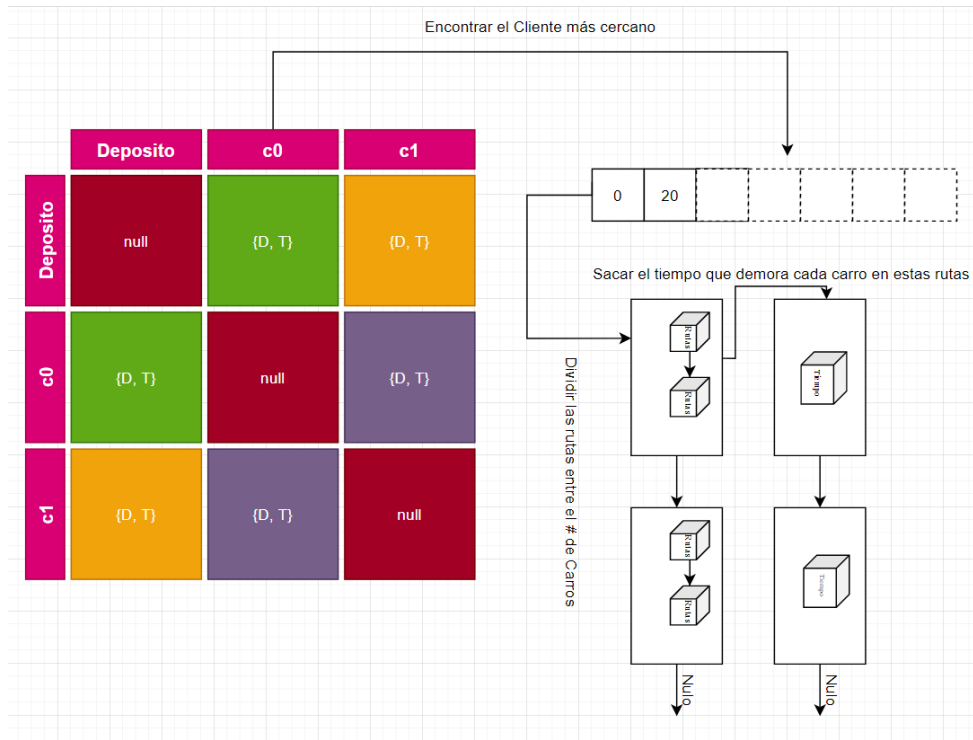 Encontrar el Cliente más cercano
Deposito
c0
c1
Deposito
null
{D, T}
{D, T}
c0
{D, T}
null
{D, T}
c1
{D, T}
{D, T}
null
0
20
Sacar el tiempo que demora cada carro en estas rutas
Dividir las rutas entre el # de Carros
Rutas
Rutas
Tiempo
Rutas
Rutas
Tiempo
Nulo
Nulo